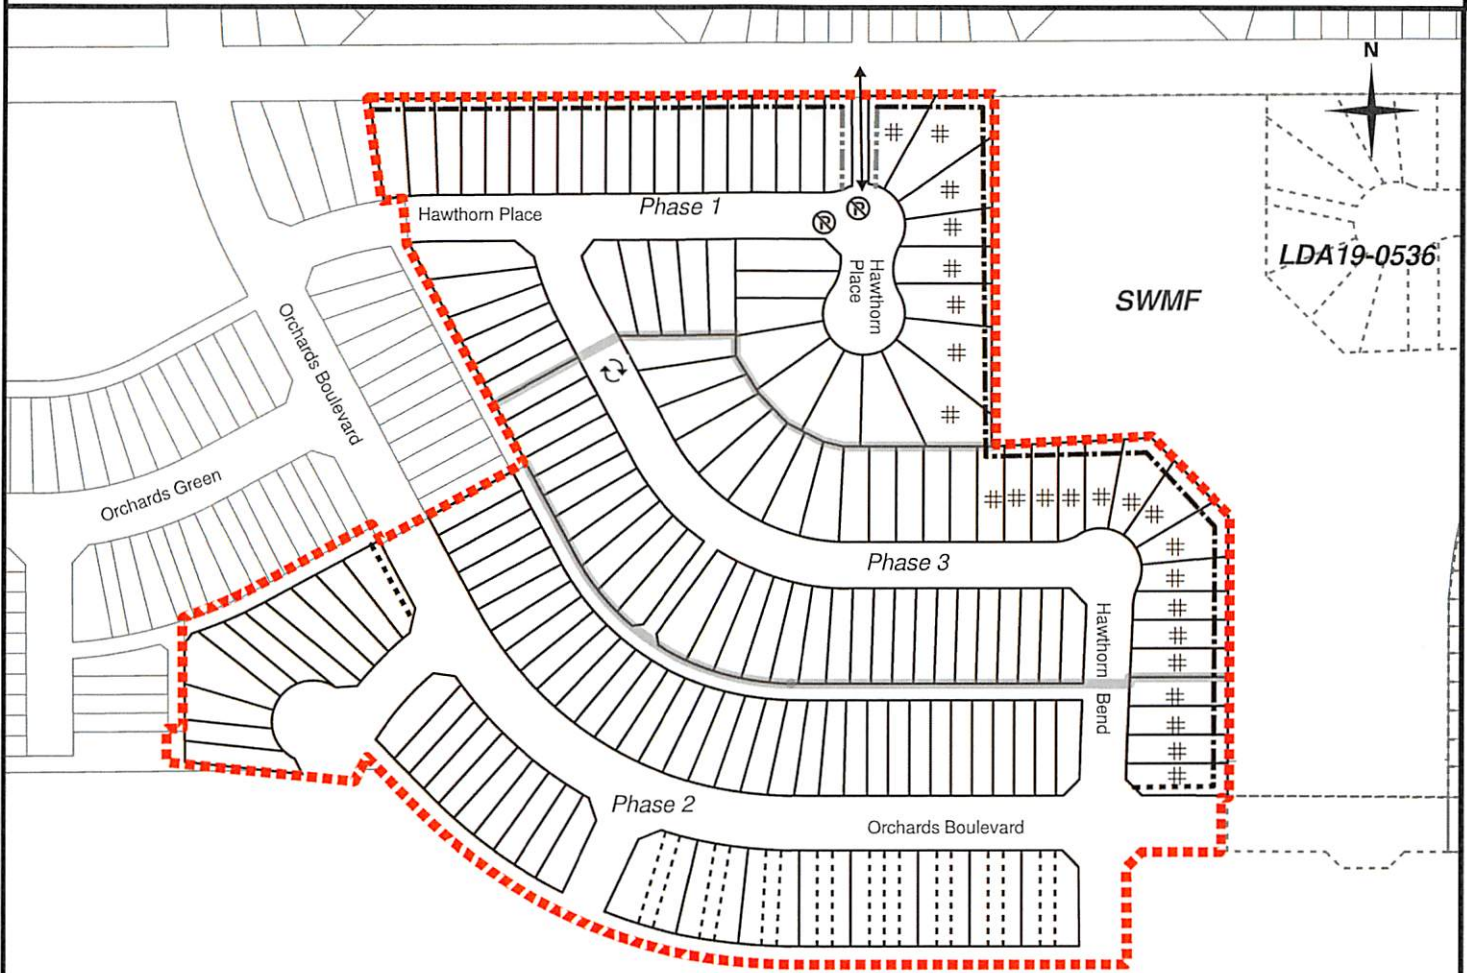 N
Hawthorn Place
Phase 1
R
R
LDA19-0536
Hawthorn
Place
SWMF
Orchards Boulevard
Orchards Green
Phase 3
Hawthorn
Bend
Phase 2
Orchards Boulevard